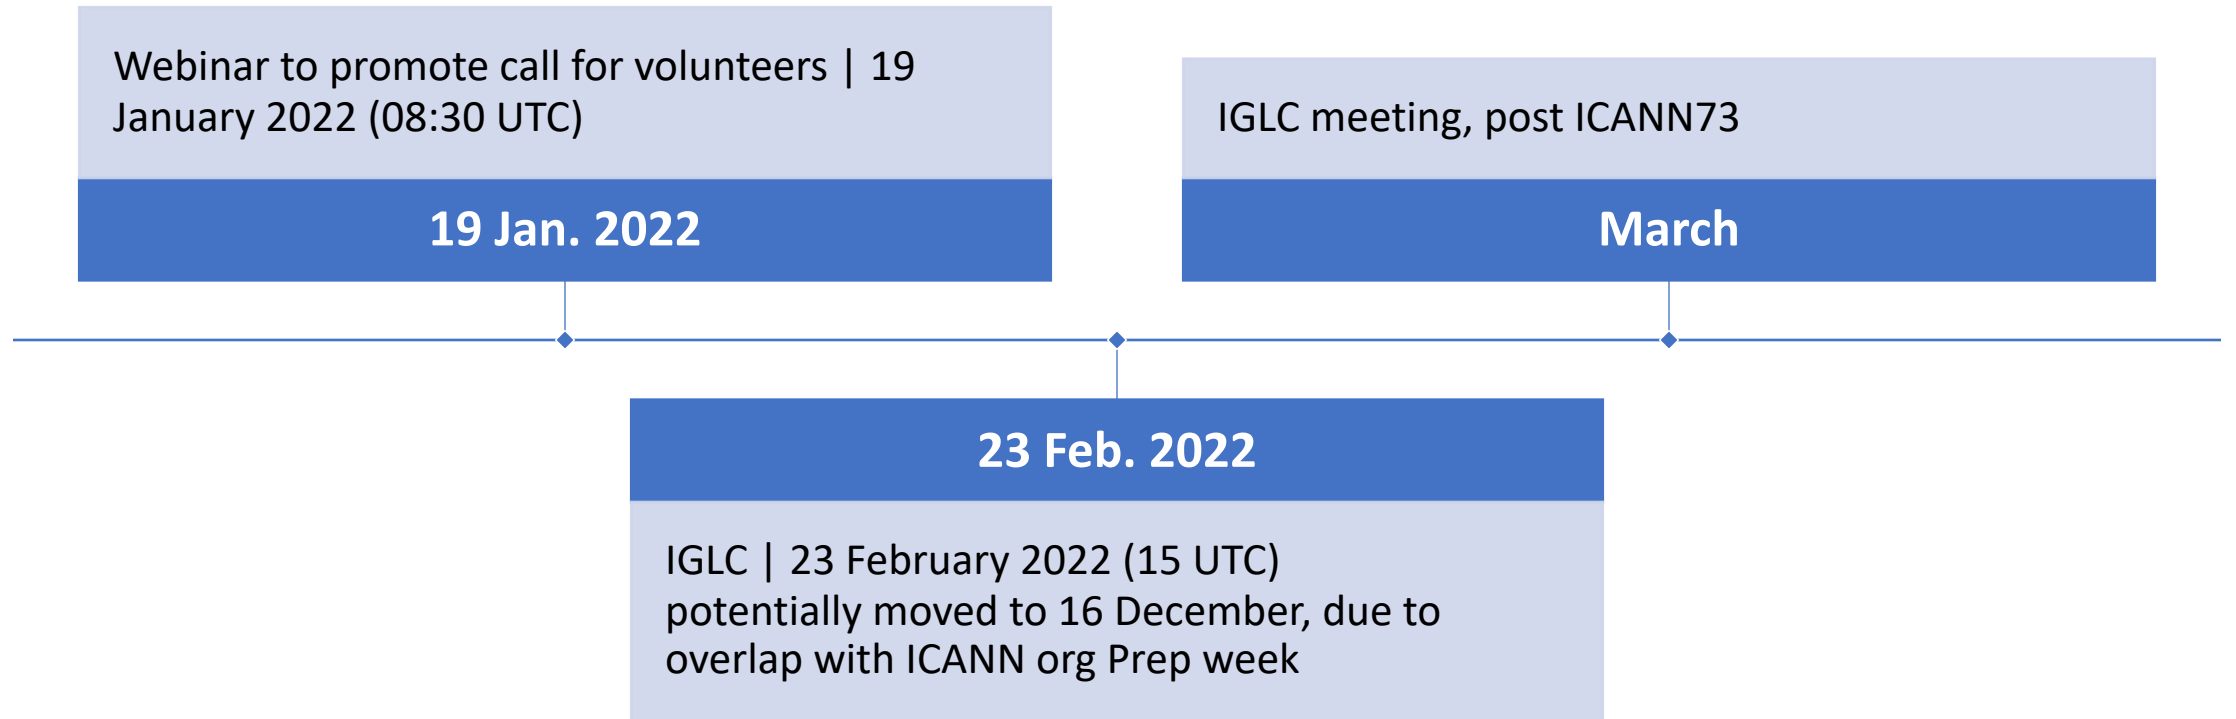 Webinar to promote call for volunteers | 19
January 2022 (08:30 UTC)
19 Jan. 2022
23 Feb. 2022
IGLC | 23 February 2022 (15 UTC)
potentially moved to 16 December, due to
overlap with ICANN org Prep week
IGLC meeting, post ICANN73
March